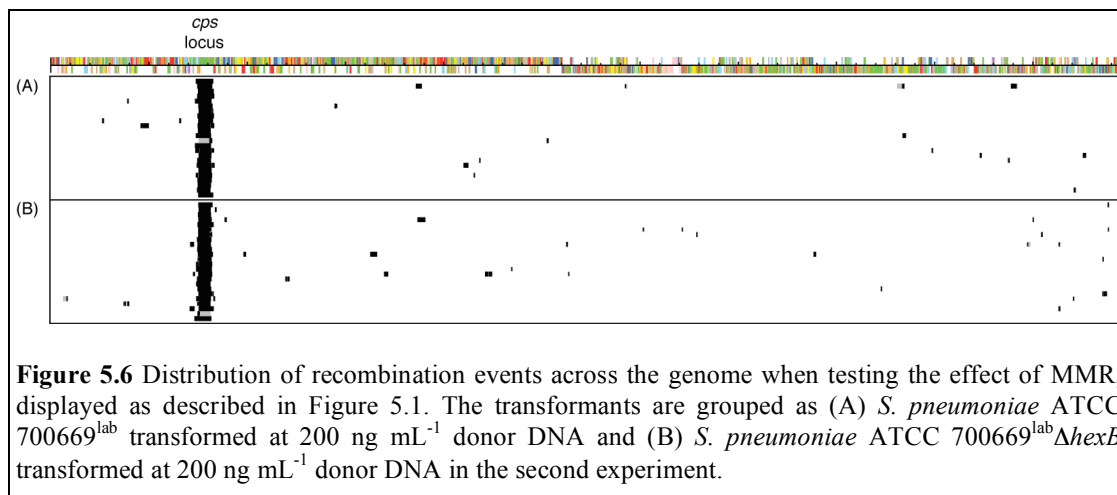 cps
locus
(A)
(B)
Figure 5.6 Distribution of recombination events across the genome when testing the effect of MMR
displayed as described in Figure 5.1. The transformants are grouped as (A) S. pneumoniae ATCC
700669lab transformed at 200 ng mL-1 donor DNA and (B) S. pneumoniae ATCC 700669labΔhexB
transformed at 200 ng mL-1 donor DNA in the second experiment.